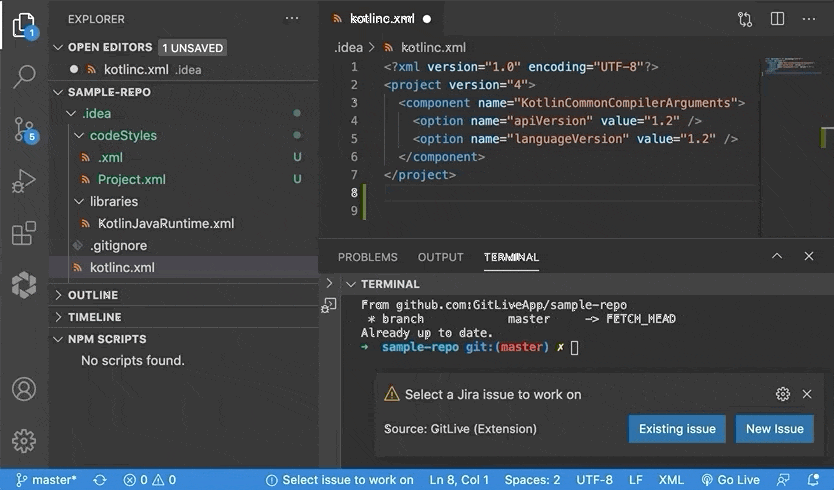 EXPLORER
OPEN EDITORS 1 UNSAVED
kotlinc.xml .idea
SAMPLE-REPO
.idea
codeStyles
.xml U
Project.xml U
libraries
KotlinJavaRuntime.xml
.gitignore
kotlinc.xml
OUTLINE
TIMELINE
NPM SCRIPTS
No scripts found.
1
5
kotlinc.xml
.idea > kotlinc.xml
1 <?xml version="1.0" encoding="UTF-8"?>
2 <project version="4">
3 <component name="KotlinCommonCompilerArguments">
4 <option name="apiVersion" value="1.2" />
5 <option name="languageVersion" value="1.2" />
6 </component>
7 </project>
8
9
PROBLEMS OUTPUT TERMINAL
TERMINAL
From github.com:GitLiveApp/sample-repo
* branch master -> FETCH_HEAD
Already up to date.
→ sample-repo git:(master) ✗
Select a Jira issue to work on
Source: GitLive (Extension) Existing issue New Issue
master* 0 0 Select issue to work on Ln 8, Col 1 Spaces: 2 UTF-8 LF XML Go Live